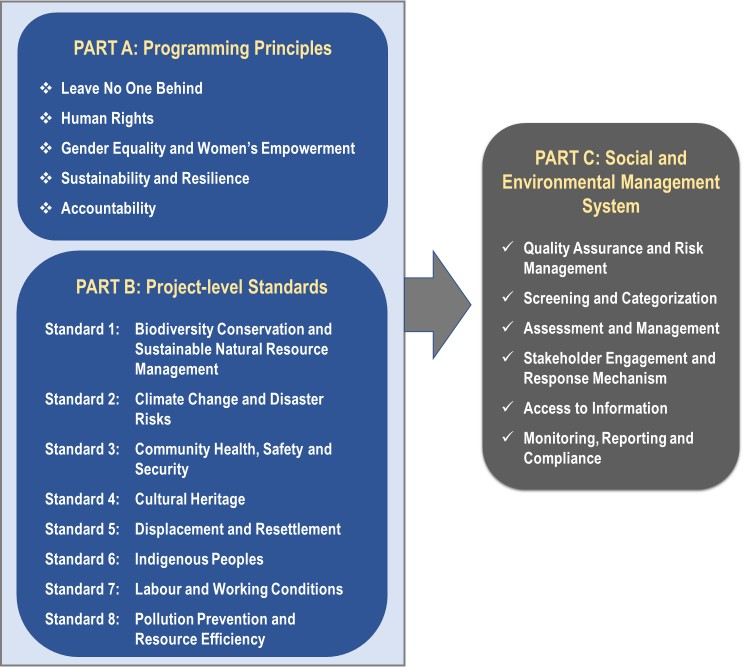 PART A: Programming Principles
❖ Leave No One Behind
❖ Human Rights
❖ Gender Equality and Women's Empowerment
❖ Sustainability and Resilience
❖ Accountability
PART B: Project-level Standards
Standard 1: Biodiversity Conservation and
Sustainable Natural Resource
Management
Standard 2: Climate Change and Disaster
Risks
Standard 3: Community Health, Safety and
Security
Standard 4: Cultural Heritage
Standard 5: Displacement and Resettlement
Standard 6: Indigenous Peoples
Standard 7: Labour and Working Conditions
Standard 8: Pollution Prevention and
Resource Efficiency
PART C: Social and
Environmental Management
System
✓ Quality Assurance and Risk
Management
✓ Screening and Categorization
✓ Assessment and Management
✓ Stakeholder Engagement and
Response Mechanism
✓ Access to Information
✓ Monitoring, Reporting and
Compliance